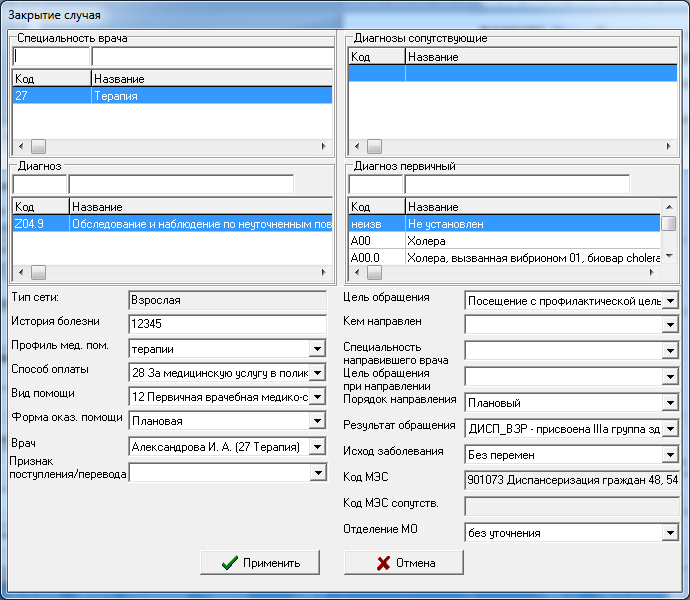 Закрытие случая
Специальность врача
Код Название
27 Терапия
Диагнозы сопутствующие
Код Название
Диагноз
Код Название
Z04.9 Обследование и наблюдение по неуточненным пов
Диагноз первичный
Код Название
неизв Не установлен
A00 Холера
A00.0 Холера, вызванная вибрионом 01, биовар cholera
Тип сети: Взрослая
История болезни 12345
Профиль мед. пом. терапии
Способ оплаты 28 За медицинскую услугу в полик
Вид помощи 12 Первичная врачебная медико-с
Форма оказ. помощи Плановая
Врач Александрова И. А. (27 Терапия)
Признак
поступления/перевода
Цель обращения Посещение с профилактической цель
Кем направлен
Специальность
направившего врача
Цель обращения
при направлении
Порядок направления Плановый
Результат обращения ДИСП_ВЗР - присвоена IIIа группа зд
Исход заболевания Без перемен
Код МЭС 901073 Диспансеризация граждан 48, 54
Код МЭС сопутств.
Отделение МО без уточнения
Применить
Отмена